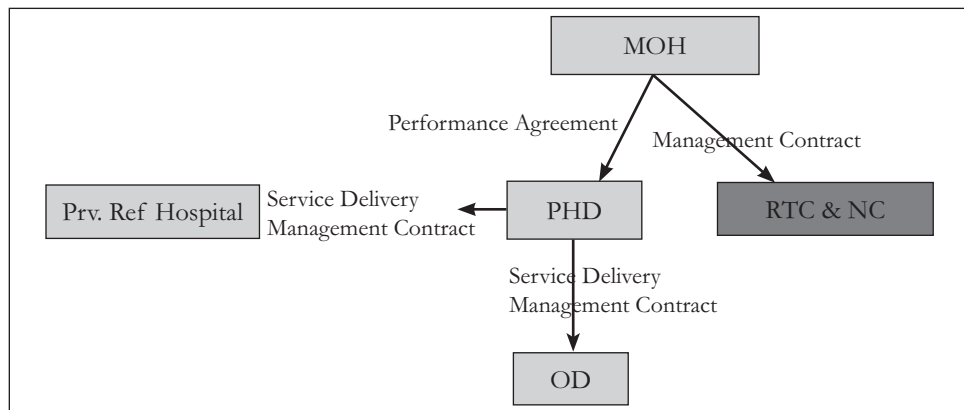 MOH
Performance Agreement
Management Contract
Prv. Ref Hospital
Service Delivery
Management Contract
PHD
RTC & NC
Service Delivery
Management Contract
OD